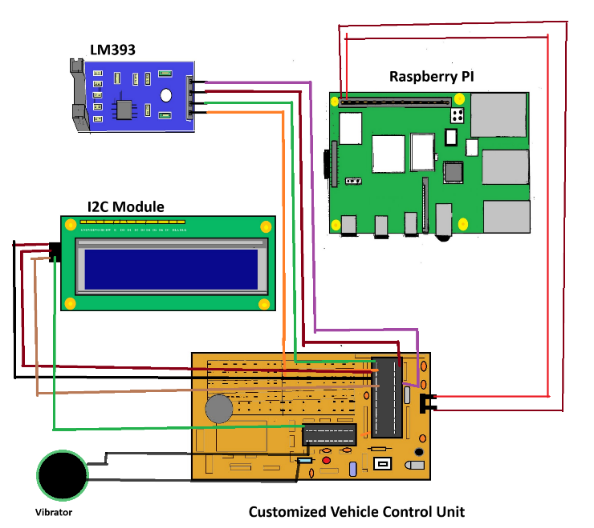 LM393
Raspberry PI
I2C Module
Vibrator
Customized Vehicle Control Unit